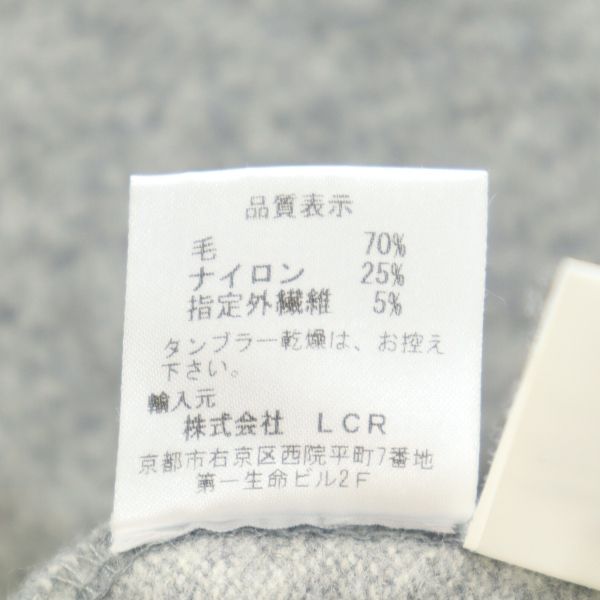 品質表示
毛 70%
ナイロン 25%
指定外繊維 5%
タンブラー乾燥は、お控え
下さい。
輸入元
株式会社 LCR
京都市右京区西院平町7番地
第一生命ビル2F